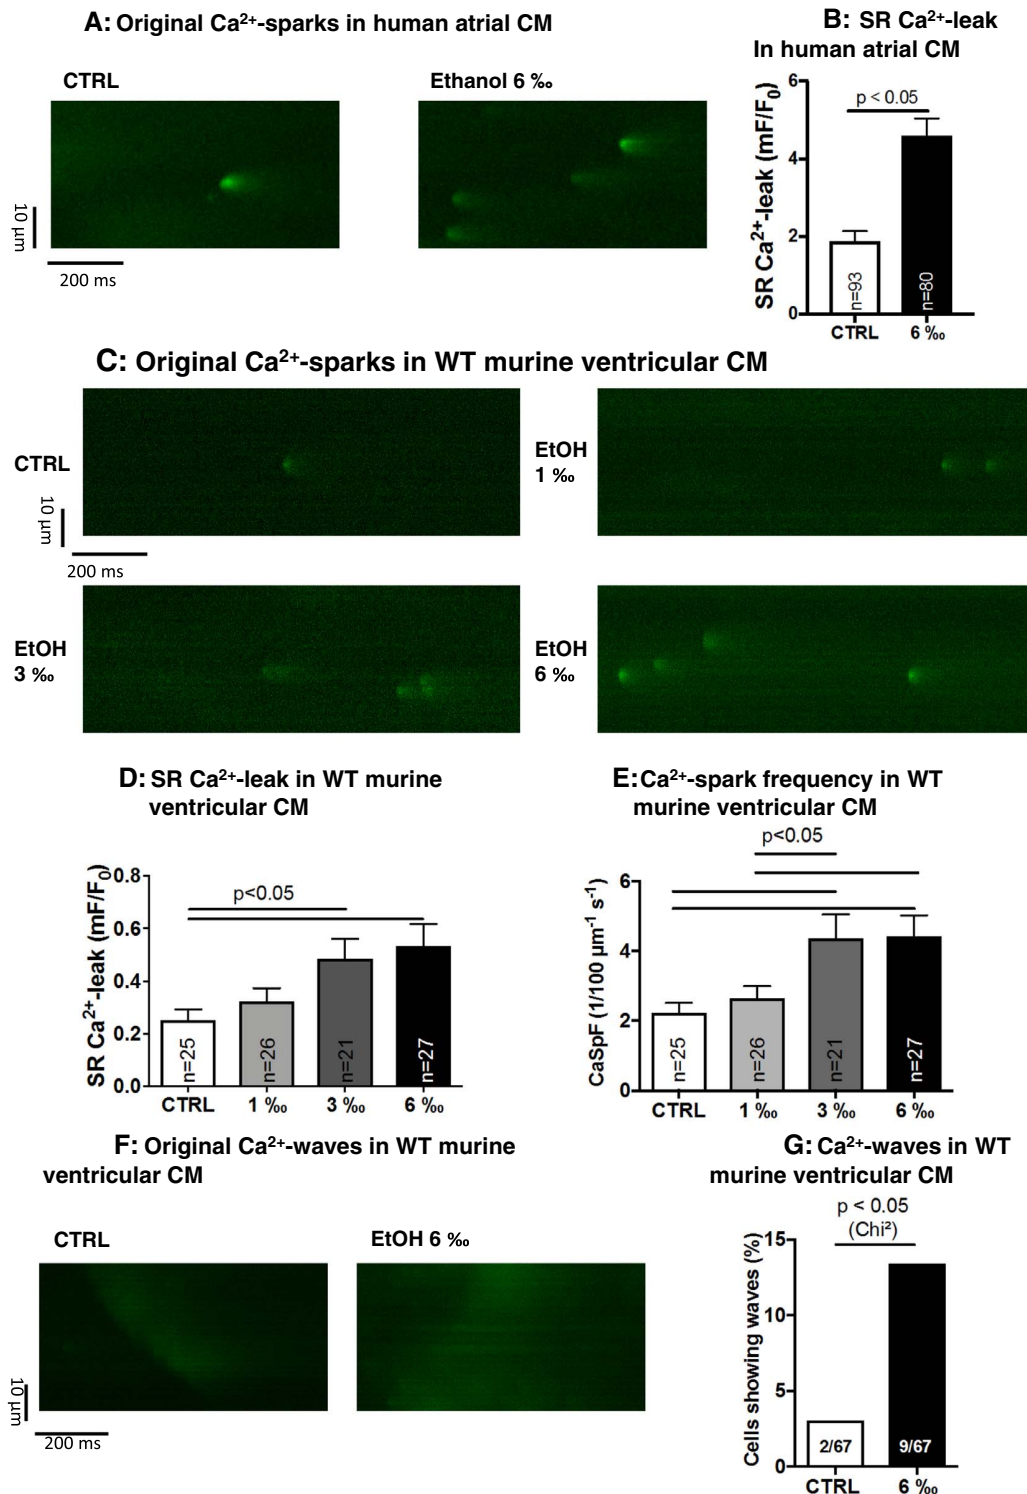 A: Original Ca²⁺-sparks in human atrial CM
CTRL
Ethanol 6 ‰
10 µm
200 ms
B: SR Ca²⁺-leak
In human atrial CM
SR Ca²⁺-leak (mF/F₀)
6
4
2
0
p < 0.05
n=93
n=80
CTRL
6 ‰
C: Original Ca²⁺-sparks in WT murine ventricular CM
CTRL
EtOH
1 ‰
10 µm
200 ms
EtOH
3 ‰
EtOH
6 ‰
D: SR Ca²⁺-leak in WT murine
ventricular CM
SR Ca²⁺-leak (mF/F₀)
0.8
0.6
0.4
0.2
0.0
p<0.05
n=25
n=26
n=21
n=27
CTRL
1 ‰
3 ‰
6 ‰
E: Ca²⁺-spark frequency in WT
murine ventricular CM
CaSpF (1/100 µm⁻¹ s⁻¹)
6
4
2
0
p<0.05
n=25
n=26
n=21
n=27
CTRL
1 ‰
3 ‰
6 ‰
F: Original Ca²⁺-waves in WT murine
ventricular CM
CTRL
EtOH 6 ‰
10 µm
200 ms
G: Ca²⁺-waves in WT
murine ventricular CM
Cells showing waves (%)
15
10
5
0
p < 0.05
(Chi²)
2/67
9/67
CTRL
6 ‰